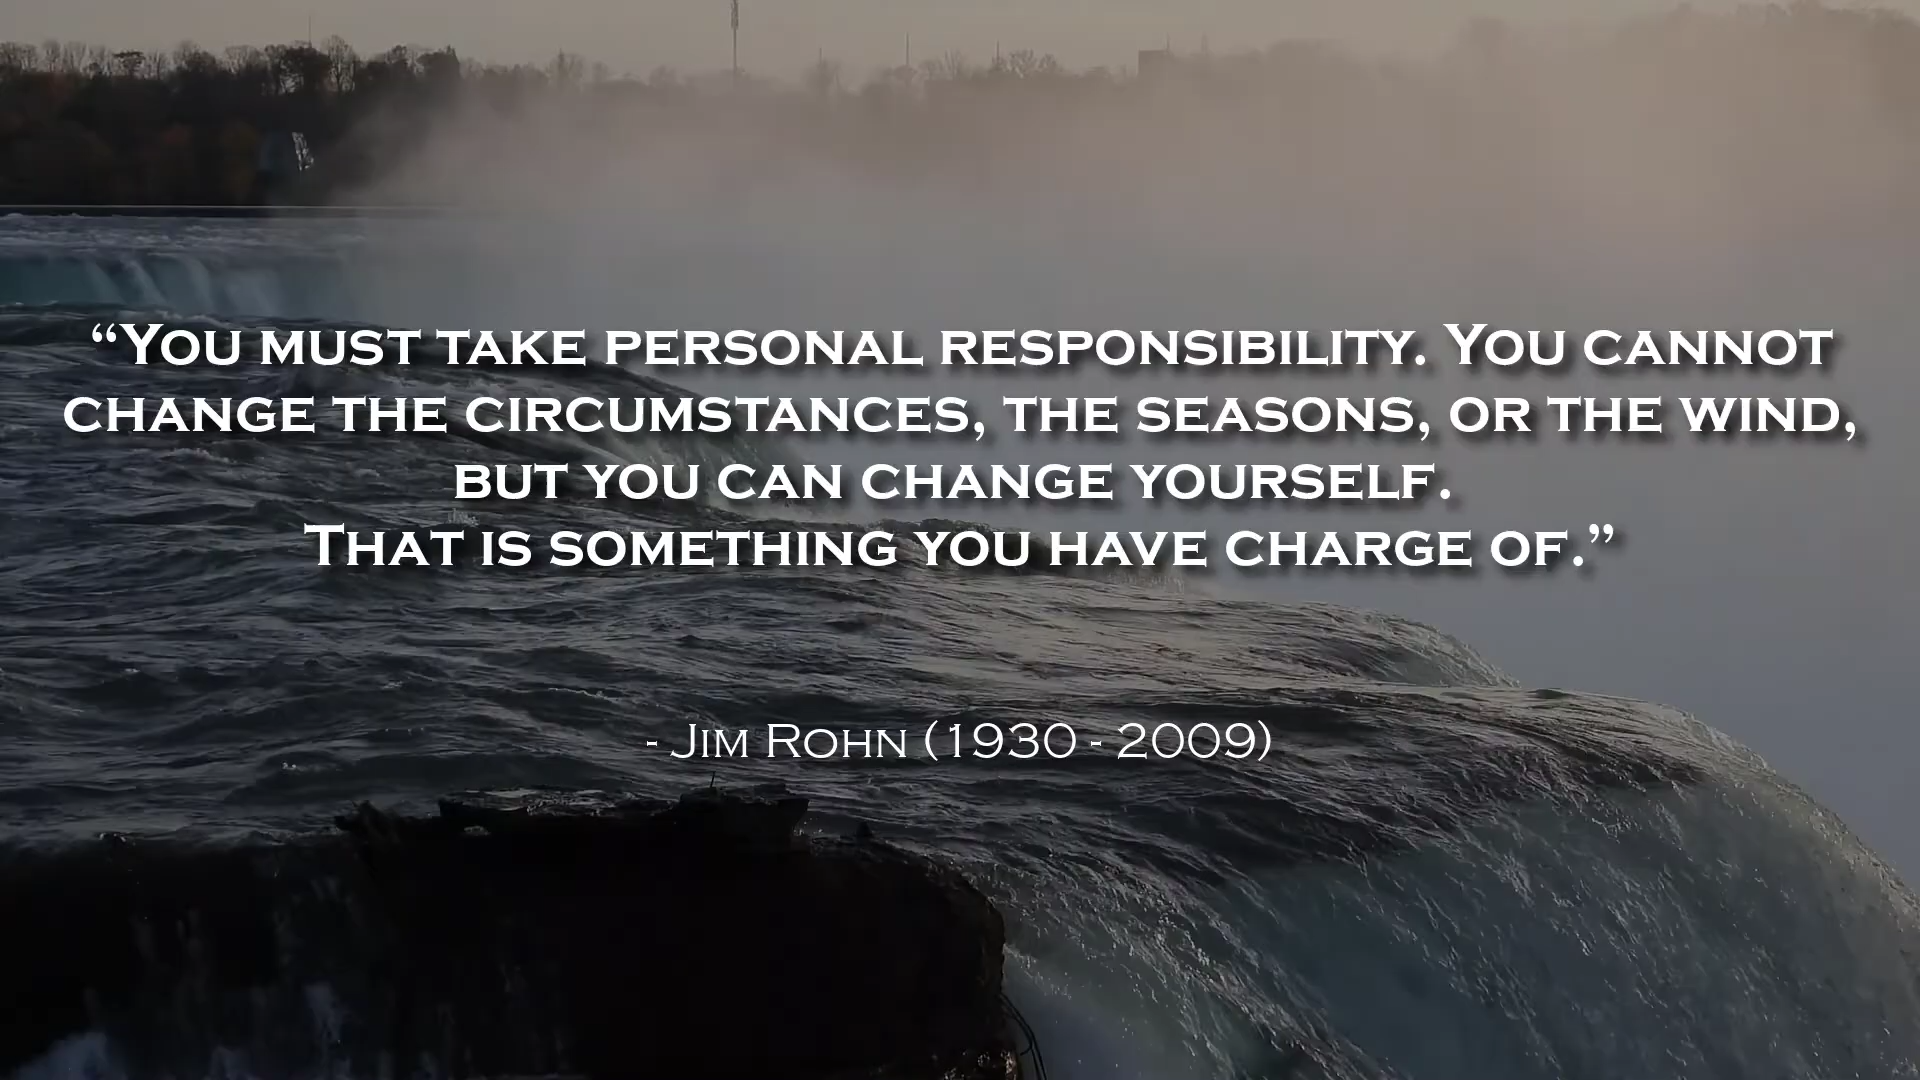 “You must take personal responsibility. You cannot
change the circumstances, the seasons, or the wind,
but you can change yourself.
That is something you have charge of.”
- Jim Rohn (1930 - 2009)